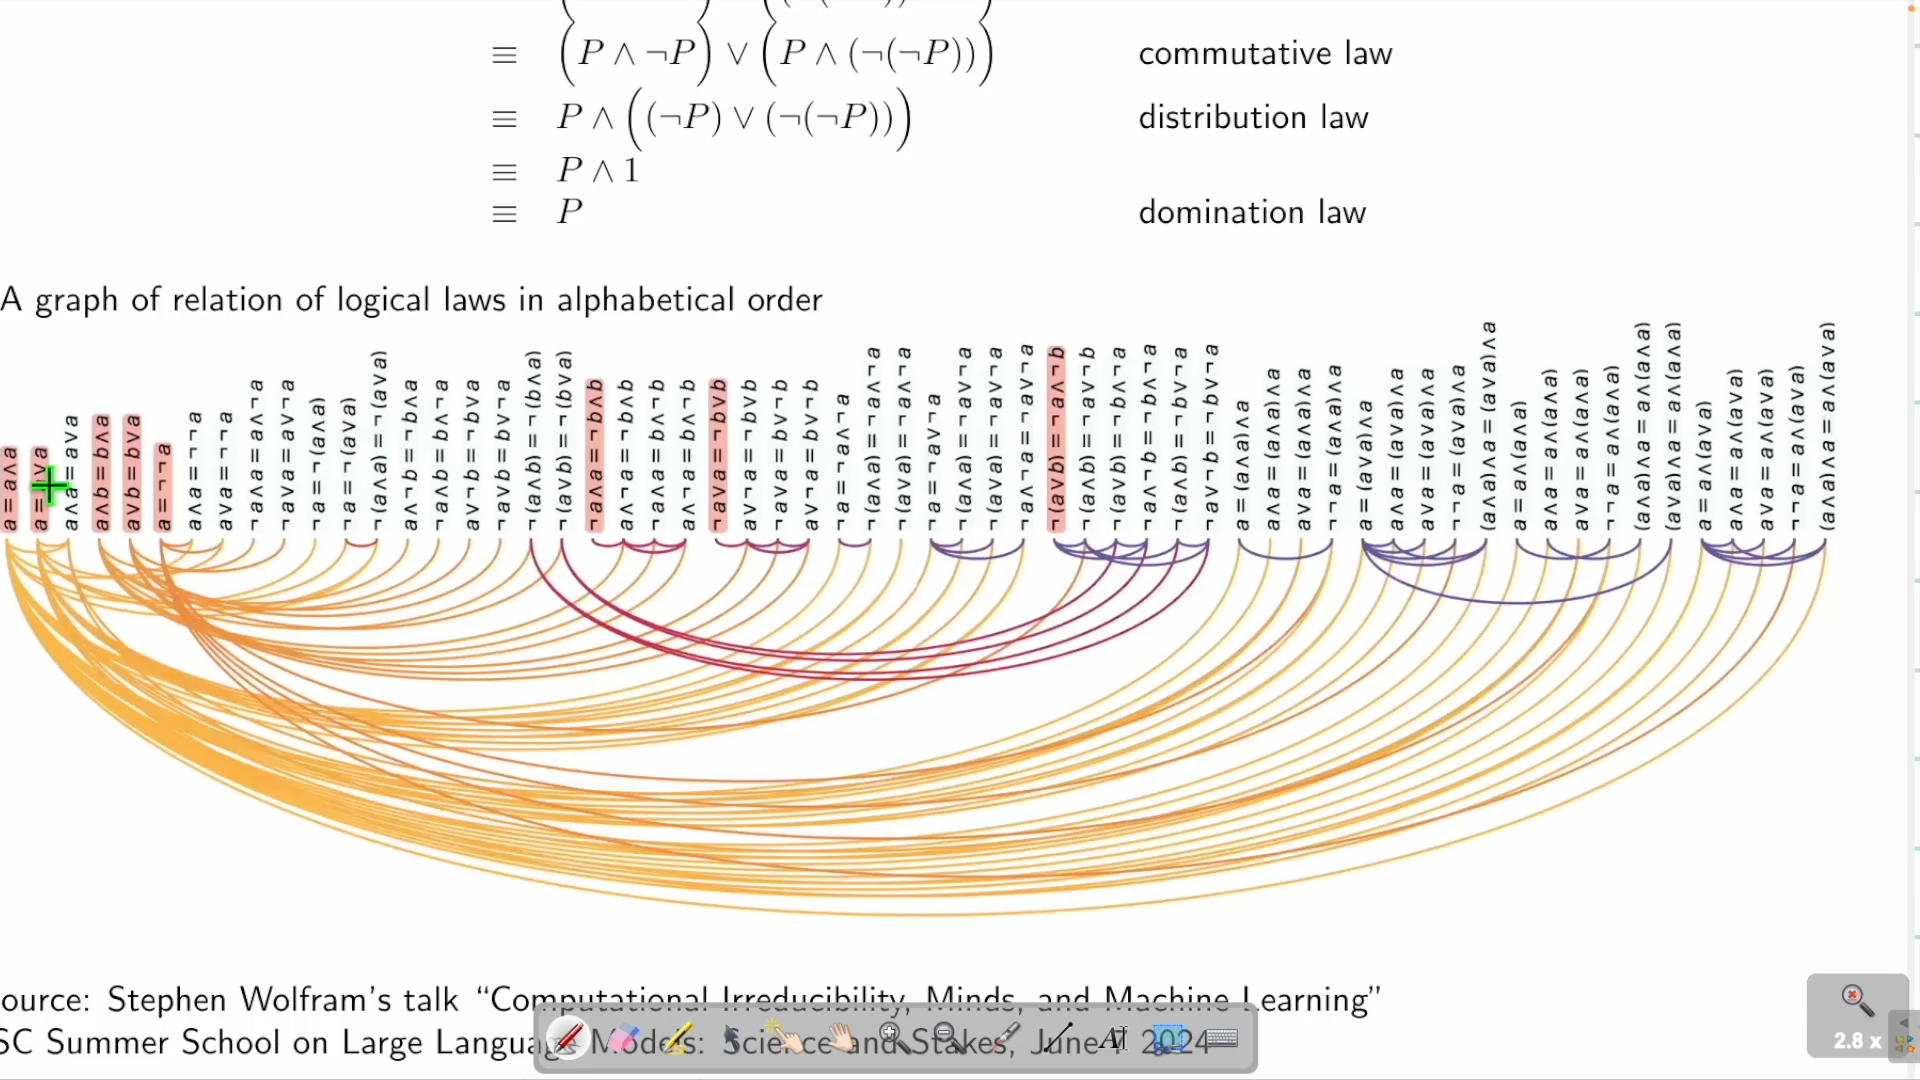 ≡ (P ∧ ¬P) ∨ (P ∧ (¬(¬P))) commutative law
≡ P ∧ ((¬P) ∨ (¬(¬P))) distribution law
≡ P ∧ 1
≡ P domination law
A graph of relation of logical laws in alphabetical order
a = a∧a
a∧a = a∨a
a∧b = b∧a
a∨b = b∨a
a = ¬¬a
a∧a = ¬¬a
a∨a = ¬¬a
¬a∧a = a∧¬a
¬a∨a = a∨¬a
¬a = ¬(a∧a)
¬a = ¬(a∨a)
¬(a∧a) = ¬(a∨a)
a∧¬b = ¬b∧a
¬a∧b = b∧¬a
a∨¬b = ¬b∨a
¬a∨b = b∨¬a
¬(a∧b) = ¬(b∧a)
¬(a∨b) = ¬(b∨a)
¬a∧a = ¬b∧b
a∧¬a = ¬b∧b
¬a∧a = b∧¬b
a∧¬a = b∧¬b
¬a∨a = ¬b∨b
a∨¬a = ¬b∨b
¬a∨a = b∨¬b
a∨¬a = b∨¬b
¬a = ¬a∧¬a
¬(a∧a) = ¬a∧¬a
¬(a∨a) = ¬a∧¬a
¬a = ¬a∨¬a
¬(a∧a) = ¬a∨¬a
¬(a∨a) = ¬a∨¬a
¬a∧¬a = ¬a∨¬a
¬(a∨b) = ¬a∧¬b
¬(a∧b) = ¬a∨¬b
¬(a∨b) = ¬b∧¬a
¬a∧¬b = ¬b∧¬a
¬(a∧b) = ¬b∨¬a
¬a∨¬b = ¬b∨¬a
a = (a∧a)∧a
a∧a = (a∧a)∧a
a∨a = (a∧a)∧a
¬¬a = (a∧a)∧a
a = (a∨a)∧a
a∧a = (a∨a)∧a
a∨a = (a∨a)∧a
¬¬a = (a∨a)∧a
(a∧a)∧a = (a∨a)∧a
a = a∧(a∧a)
a∧a = a∧(a∧a)
a∨a = a∧(a∧a)
¬¬a = a∧(a∧a)
(a∧a)∧a = a∧(a∧a)
(a∨a)∧a = a∧(a∧a)
a = a∧(a∨a)
a∧a = a∧(a∨a)
a∨a = a∧(a∨a)
¬¬a = a∧(a∨a)
(a∧a)∧a = a∧(a∨a)
ource: Stephen Wolfram's talk “Computational Irreducibility, Minds, and Machine Learning”
SC Summer School on Large Language Models: Science and Stakes, June 2024
2.8 x